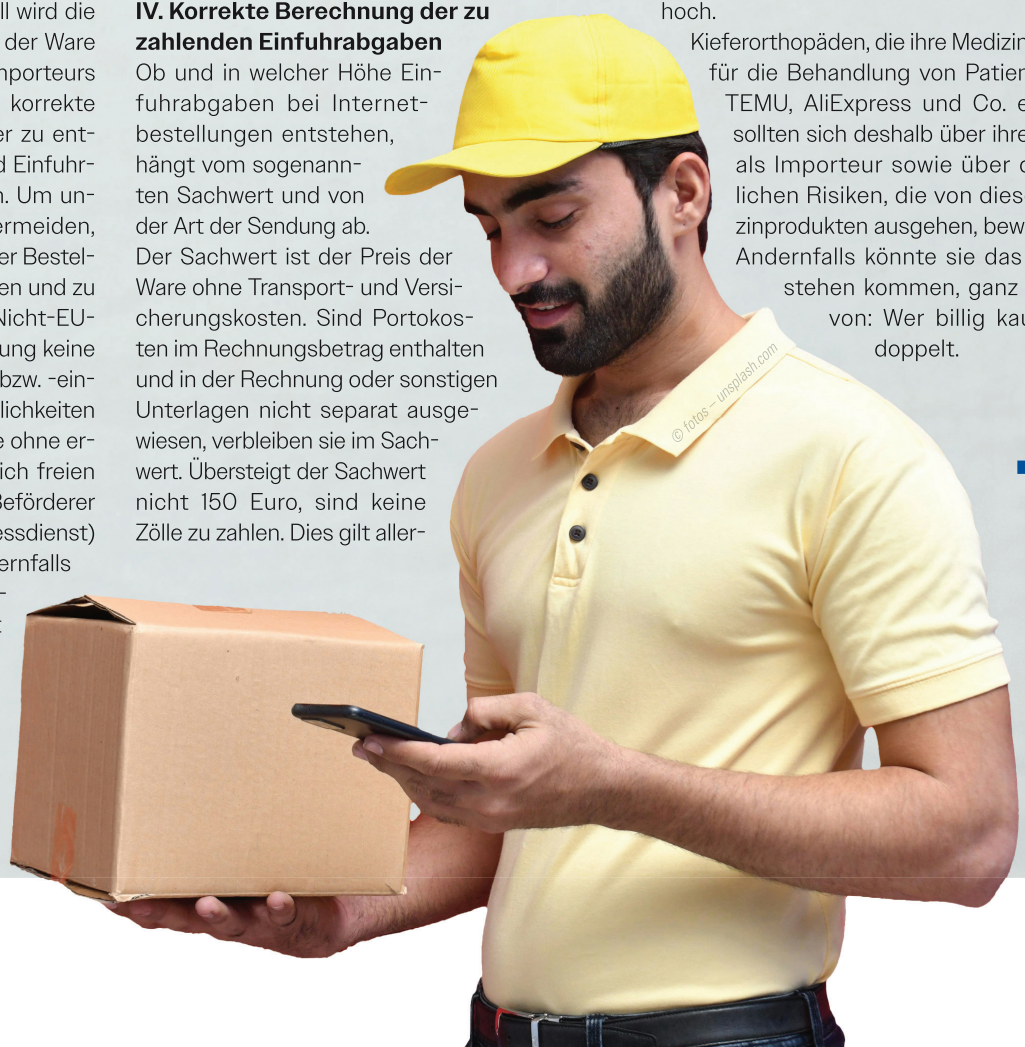 ll wird die
der Ware
nporteurs
korrekte
er zu ent-
d Einfuhr-
n. Um un-
ermeiden,
er Bestel-
en und zu
Nicht-EU-
ung keine
bzw. -ein-
lichkeiten
e ohne er-
ich freien
Beförderer
essdienst)
ernfalls
-
t
IV. Korrekte Berechnung der zu
zahlenden Einfuhrabgaben
Ob und in welcher Höhe Ein-
fuhrabgaben bei Internet-
bestellungen entstehen,
hängt vom sogenann-
ten Sachwert und von
der Art der Sendung ab.
Der Sachwert ist der Preis der
Ware ohne Transport- und Versi-
cherungskosten. Sind Portokos-
ten im Rechnungsbetrag enthalten
und in der Rechnung oder sonstigen
Unterlagen nicht separat ausge-
wiesen, verbleiben sie im Sach-
wert. Übersteigt der Sachwert
nicht 150 Euro, sind keine
Zölle zu zahlen. Dies gilt aller-
hoch.
Kieferorthopäden, die ihre Medizin
für die Behandlung von Patien
TEMU, AliExpress und Co. e
sollten sich deshalb über ihre
als Importeur sowie über
lichen Risiken, die von dies
zinprodukten ausgehen, bew
Andernfalls könnte sie das
stehen kommen, ganz
von: Wer billig kau
doppelt.
© fotos – unsplash.com